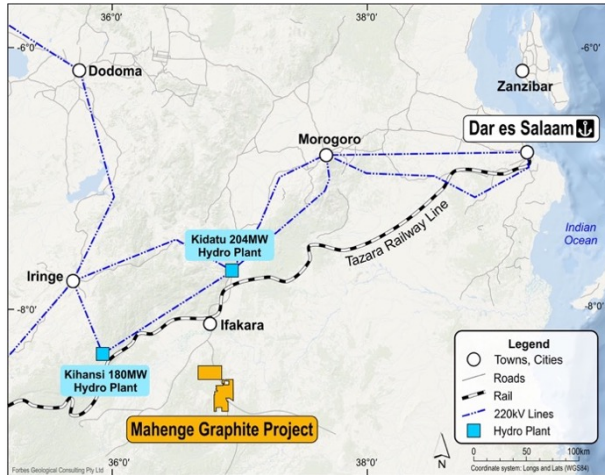 36°0
38°0
-6°0
-6°0
Dodoma
Zanzibar
Dar es Salaam
Morogoro
Tazara Railway Line
Indian
Ocean
Kidatu 204MW
Hydro Plant
Iringe
-8°0
-8°0
Ifakara
Kihansi 180MW
Hydro Plant
Mahenge Graphite Project
Legend
Towns, Cities
Roads
Rail
220kV Lines
Hydro Plant
N
0 50 100km
Coordinate system: Longs and Lats (WGS84)
Forbes Geological Consulting Pty Ltd
36°0
38°0